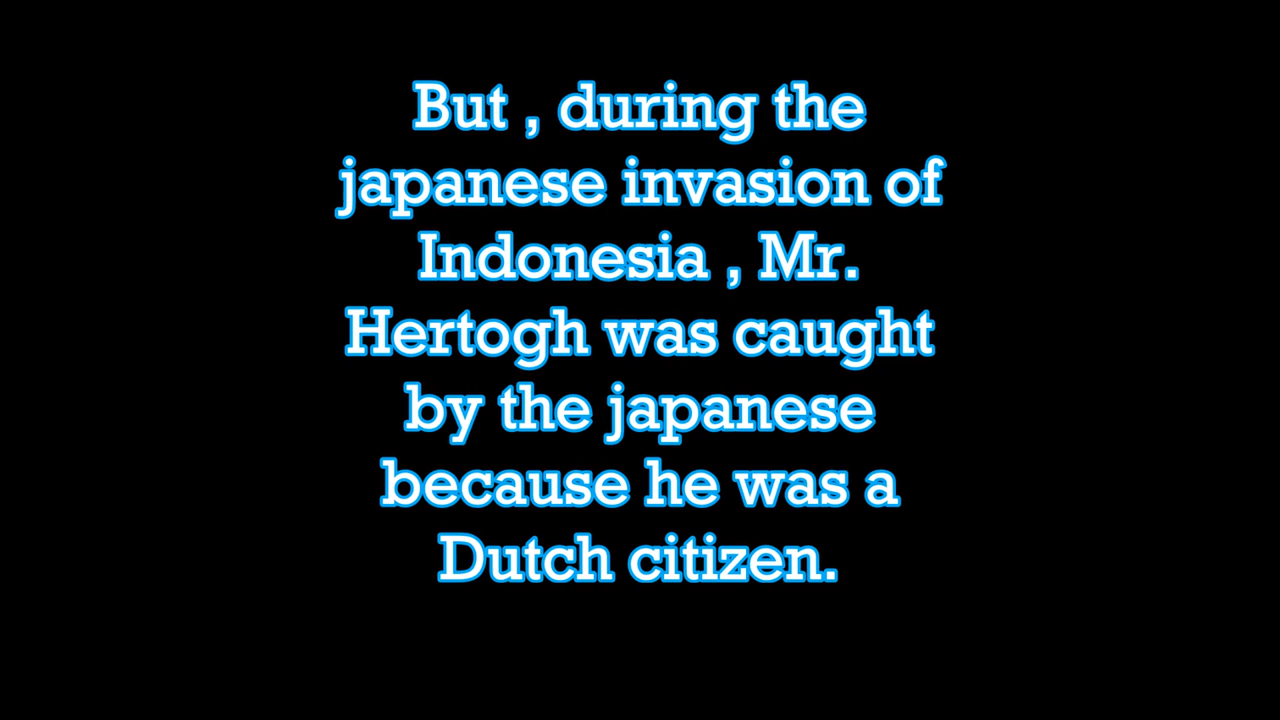 But , during the
japanese invasion of
Indonesia , Mr.
Hertogh was caught
by the japanese
because he was a
Dutch citizen.